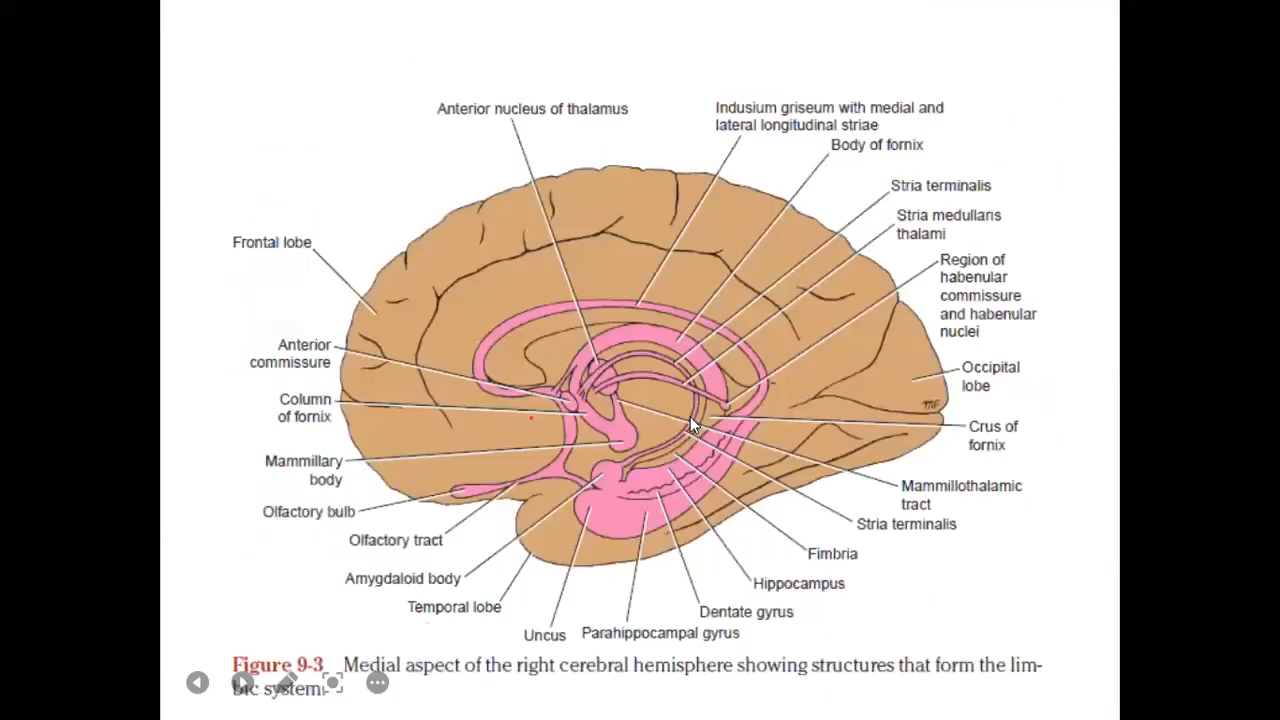 Anterior nucleus of thalamus
Indusium griseum with medial and
lateral longitudinal striae
Body of fornix
Stria terminalis
Stria medullaris
thalami
Region of
habenular
commissure
and habenular
nuclei
Frontal lobe
Anterior
commissure
Occipital
lobe
Column
of fornix
MF
Crus of
fornix
Mammillary
body
Mammillothalamic
tract
Olfactory bulb
Stria terminalis
Olfactory tract
Fimbria
Amygdaloid body
Hippocampus
Temporal lobe
Dentate gyrus
Uncus
Parahippocampal gyrus
Figure 9-3 Medial aspect of the right cerebral hemisphere showing structures that form the lim-
bic system.